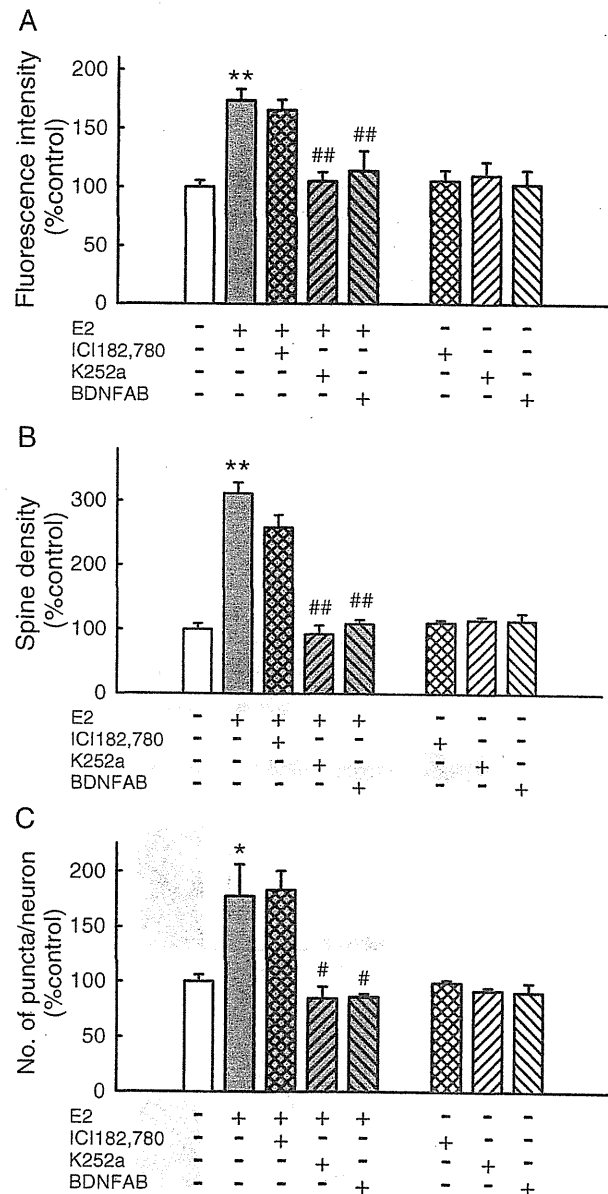 A
Fluorescence intensity
(%control)
200
**
150
##
##
100
50
0
E2 - + + + + - - -
ICI182,780 - - + - - + - -
K252a - - - + - - + -
BDNFAB - - - - + - - +
B
Spine density
(%control)
**
300
200
##
##
100
0
E2 - + + + + - - -
ICI182,780 - - + - - + - -
K252a - - - + - - + -
BDNFAB - - - - + - - +
C
No. of puncta/neuron
(%control)
200
*
150
100
#
#
50
0
E2 - + + + + - - -
ICI182,780 - - + - - + - -
K252a - - - + - - + -
BDNFAB - - - - + - - +